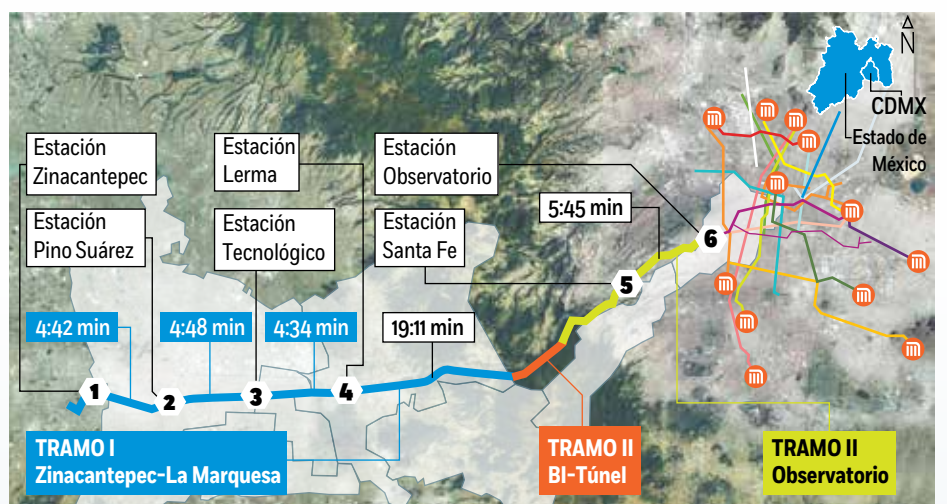 N
CDMX
Estado de
México
Estación
Zinacantepec
Estación
Lerma
Estación
Observatorio
Estación
Pino Suárez
Estación
Tecnológico
Estación
Santa Fe
5:45 min
4:42 min
4:48 min
4:34 min
19:11 min
1
2
3
4
5
6
TRAMO I
Zinacantepec-La Marquesa
TRAMO II
BI-Túnel
TRAMO II
Observatorio